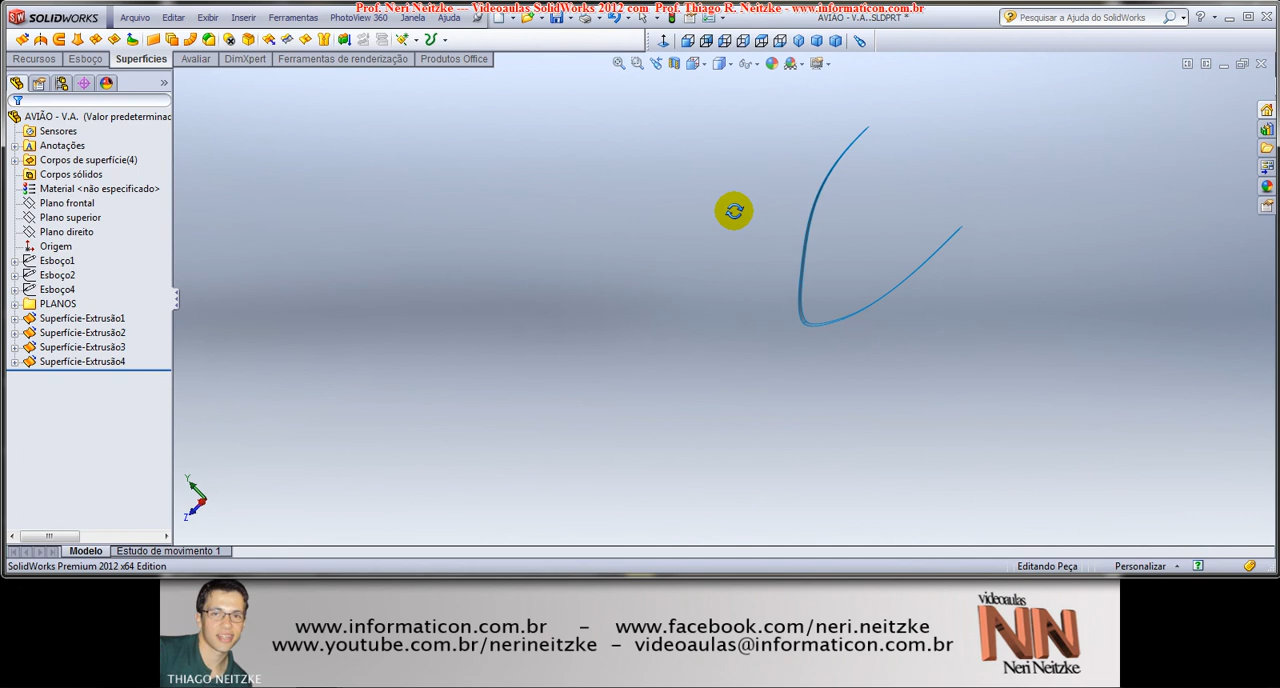 Prof. Neri Neitzke --- Videoaulas SolidWorks 2012 com Prof. Thiago R. Neitzke - www.informaticon.com.br
SOLIDWORKS
Arquivo Editar Exibir Inserir Ferramentas PhotoView 360 Janela Ajuda
AVIÃO - V.A..SLDPRT *
Pesquisar a Ajuda do SolidWorks
Recursos Esboço Superfícies Avaliar DimXpert Ferramentas de renderização Produtos Office
AVIÃO - V.A. (Valor predeterminac
Sensores
Anotações
Corpos de superfície(4)
Corpos sólidos
Material <não especificado>
Plano frontal
Plano superior
Plano direito
Origem
Esboço1
Esboço2
Esboço4
PLANOS
Superfície-Extrusão1
Superfície-Extrusão2
Superfície-Extrusão3
Superfície-Extrusão4
Y
Z
Modelo Estudo de movimento 1
SolidWorks Premium 2012 x64 Edition
Editando Peça
Personalizar
www.informaticon.com.br - www.facebook.com/neri.neitzke
www.youtube.com.br/nerineitzke - videoaulas@informaticon.com.br
THIAGO NEITZKE
videoaulas
NN
Neri Neitzke